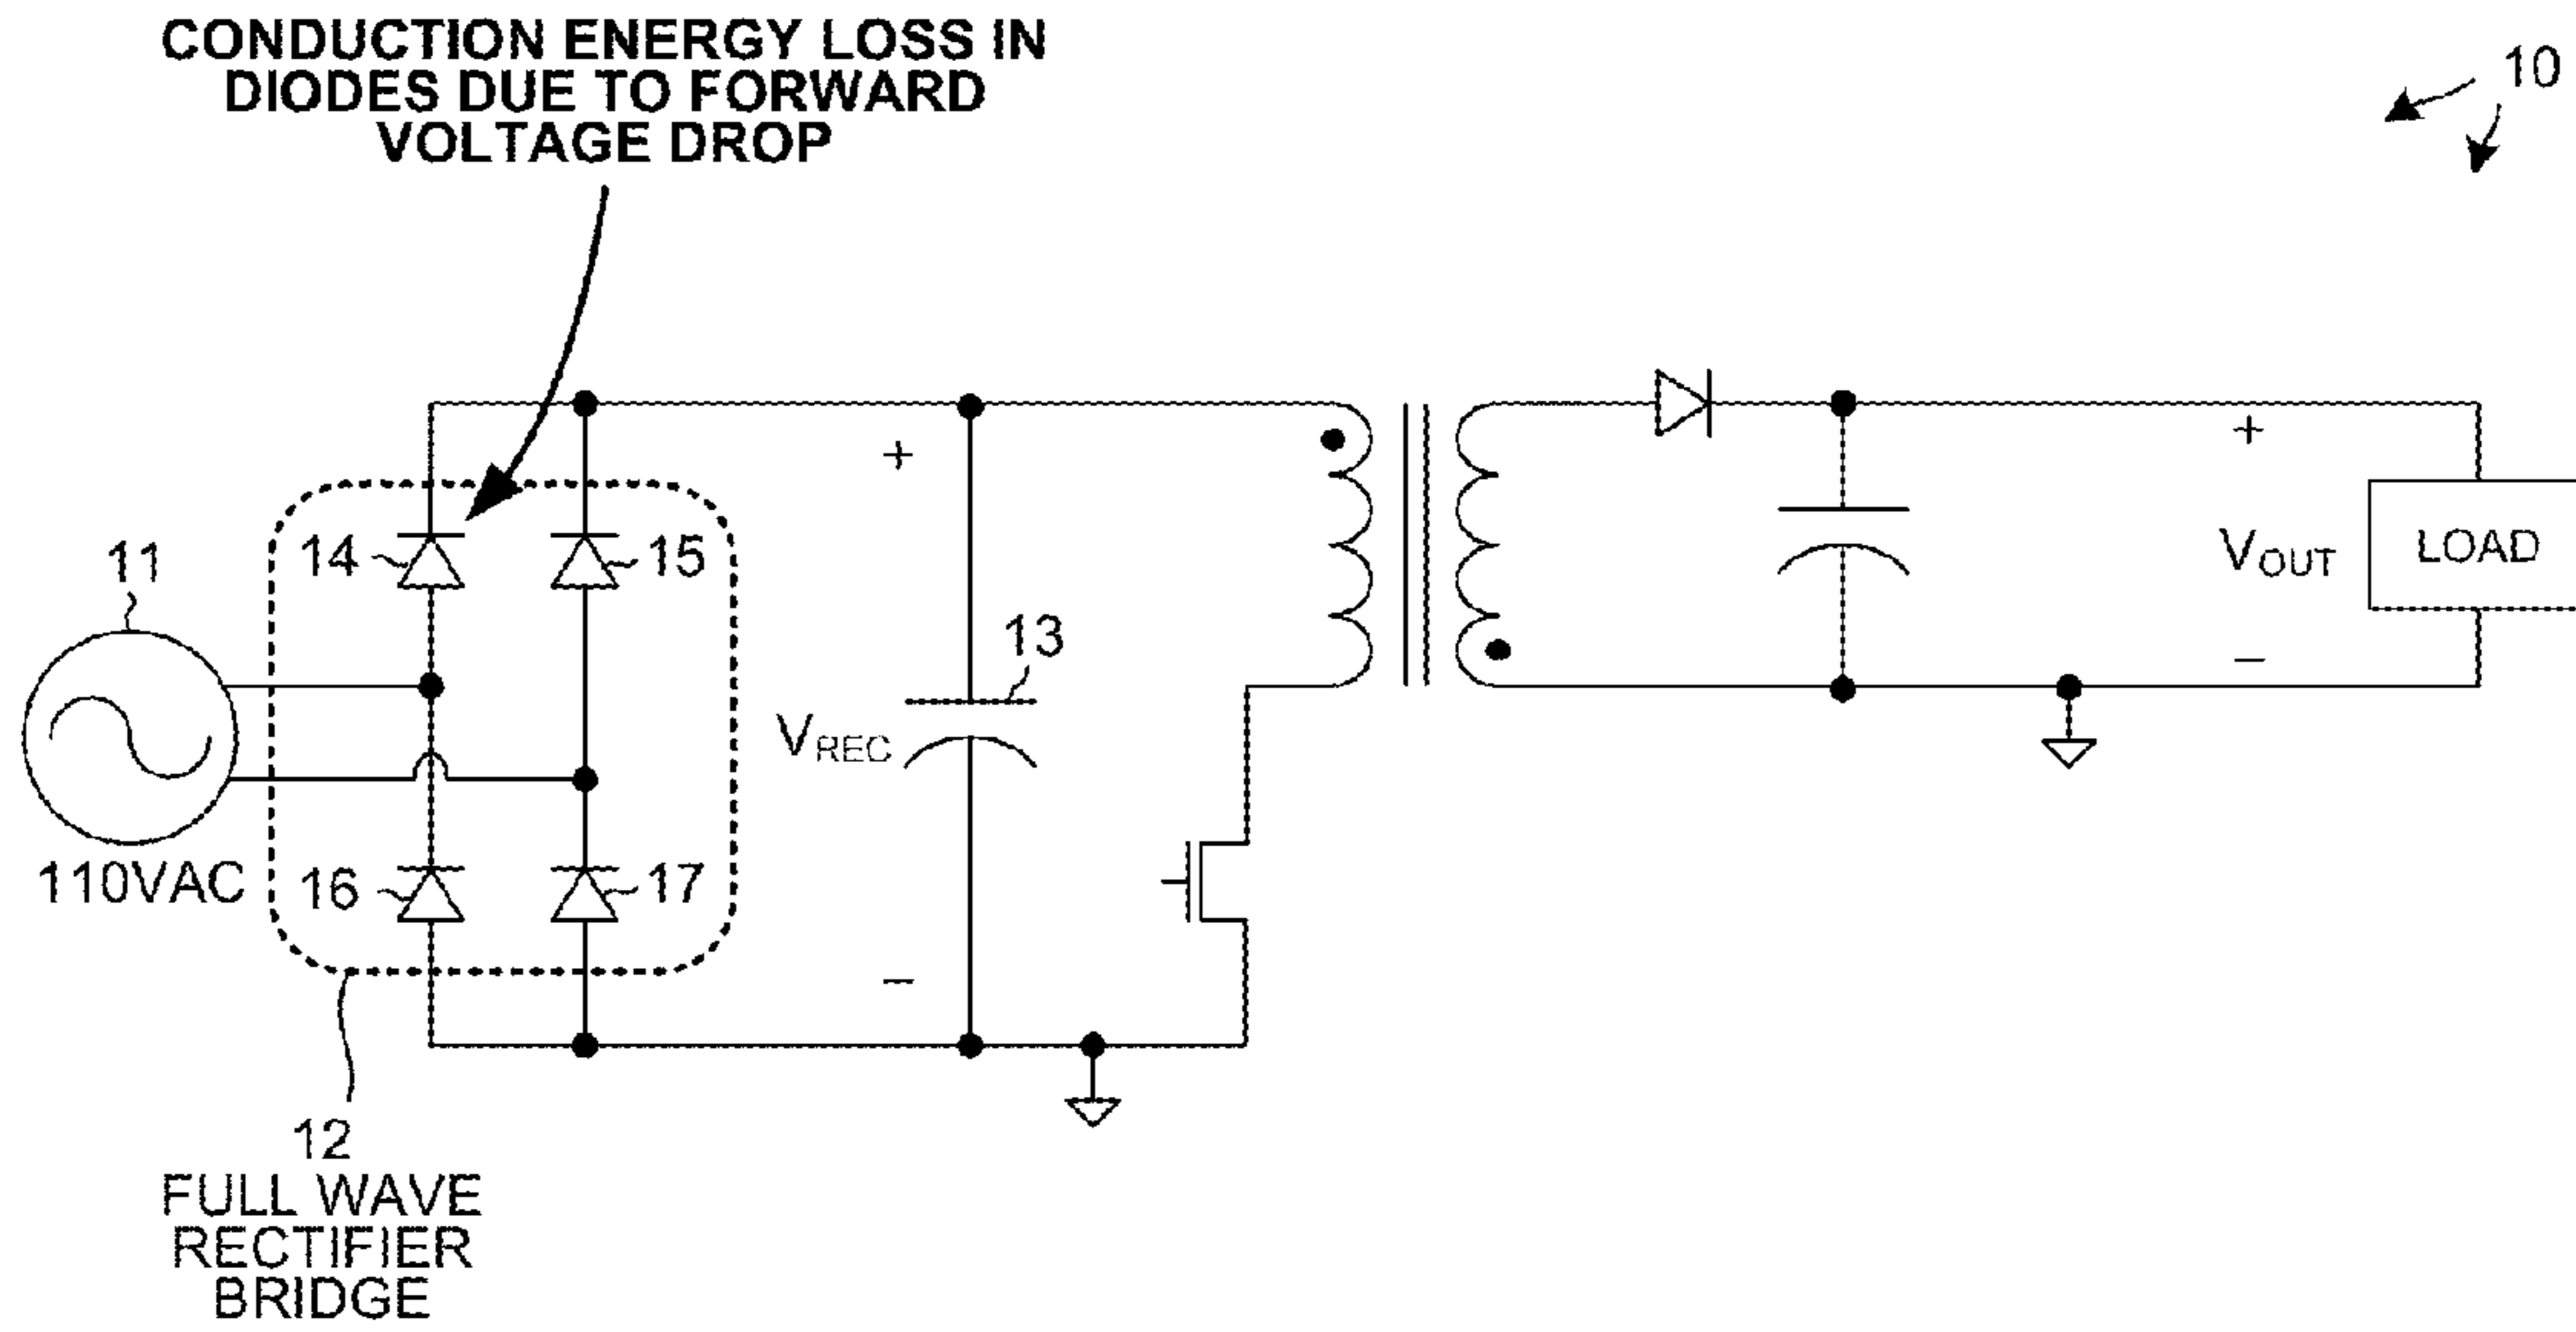 CONDUCTION ENERGY LOSS IN
DIODES DUE TO FORWARD
VOLTAGE DROP
10
11
14
15
13
+
+
LOAD
VOUT
VREC
−
110VAC
16
17
−
12
FULL WAVE
RECTIFIER
BRIDGE